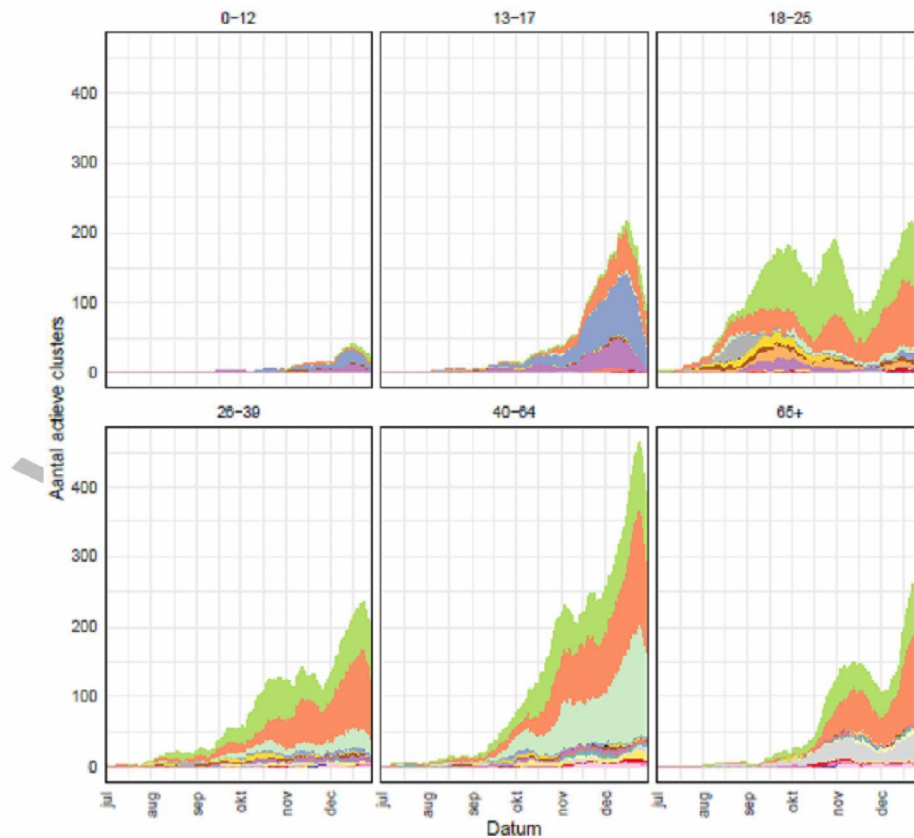 0-12 13-17 18-25
400
300
200
100
0
26-39 40-64 65+
400
300
200
100
0
Aantal actieve clusters
jul aug sep okt nov dec jul aug sep okt nov dec jul aug sep okt nov dec
Datum